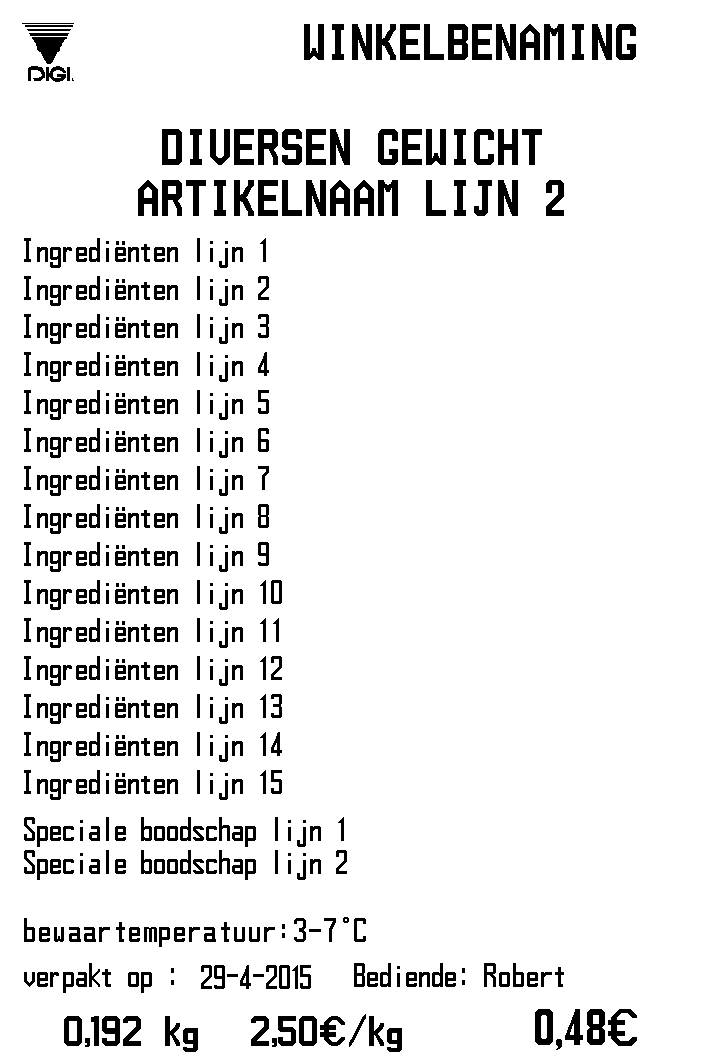 DIGI.
WINKELBENAMING
DIVERSEN GEWICHT
ARTIKELNAAM LIJN 2
Ingrediënten lijn 1
Ingrediënten lijn 2
Ingrediënten lijn 3
Ingrediënten lijn 4
Ingrediënten lijn 5
Ingrediënten lijn 6
Ingrediënten lijn 7
Ingrediënten lijn 8
Ingrediënten lijn 9
Ingrediënten lijn 10
Ingrediënten lijn 11
Ingrediënten lijn 12
Ingrediënten lijn 13
Ingrediënten lijn 14
Ingrediënten lijn 15
Speciale boodschap lijn 1
Speciale boodschap lijn 2
bewaartemperatuur:3-7°C
verpakt op : 29-4-2015 Bediende: Robert
0,192 kg 2,50€/kg 0,48€